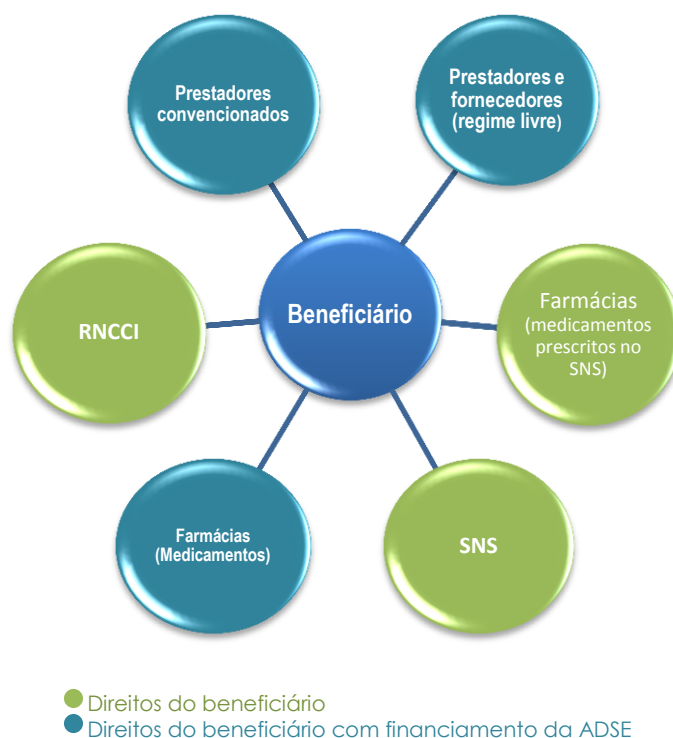 Prestadores
convencionados
Prestadores e
fornecedores
(regime livre)
RNCCI
Beneficiário
Farmácias
(medicamentos
prescritos no
SNS)
Farmácias
(Medicamentos)
SNS
Direitos do beneficiário
Direitos do beneficiário com financiamento da ADSE